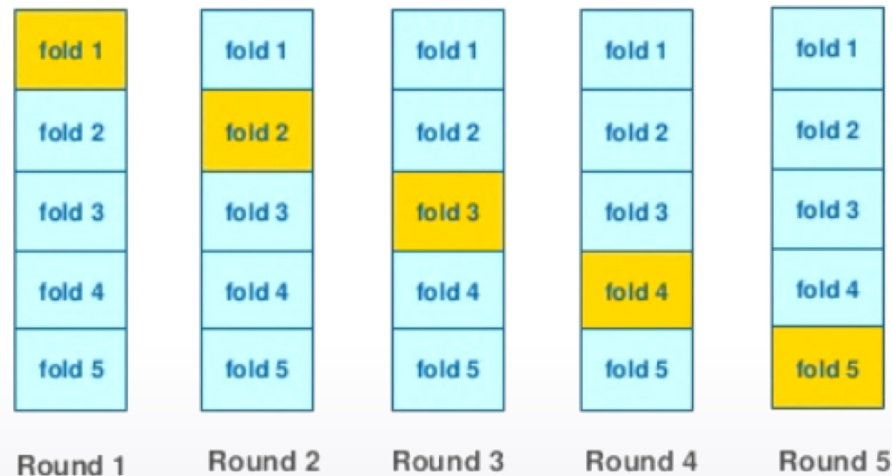 fold 1 fold 1 fold 1 fold 1 fold 1
fold 2 fold 2 fold 2 fold 2 fold 2
fold 3 fold 3 fold 3 fold 3 fold 3
fold 4 fold 4 fold 4 fold 4 fold 4
fold 5 fold 5 fold 5 fold 5 fold 5
Round 1 Round 2 Round 3 Round 4 Round 5